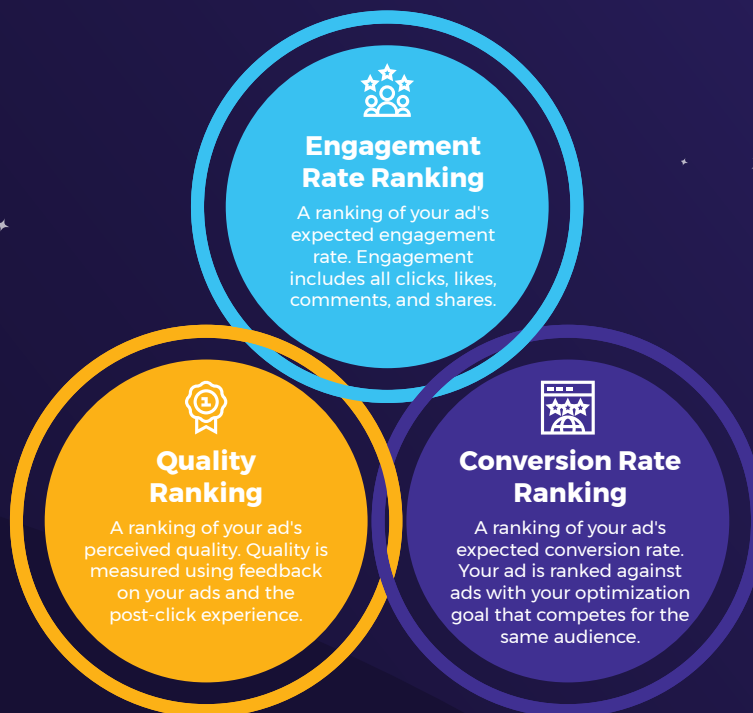 Engagement
Rate Ranking
A ranking of your ad's
expected engagement
rate. Engagement
includes all clicks, likes,
comments, and shares.
1
Quality
Ranking
A ranking of your ad's
perceived quality. Quality is
measured using feedback
on your ads and the
post-click experience.
Conversion Rate
Ranking
A ranking of your ad's
expected conversion rate.
Your ad is ranked against
ads with your optimization
goal that competes for the
same audience.